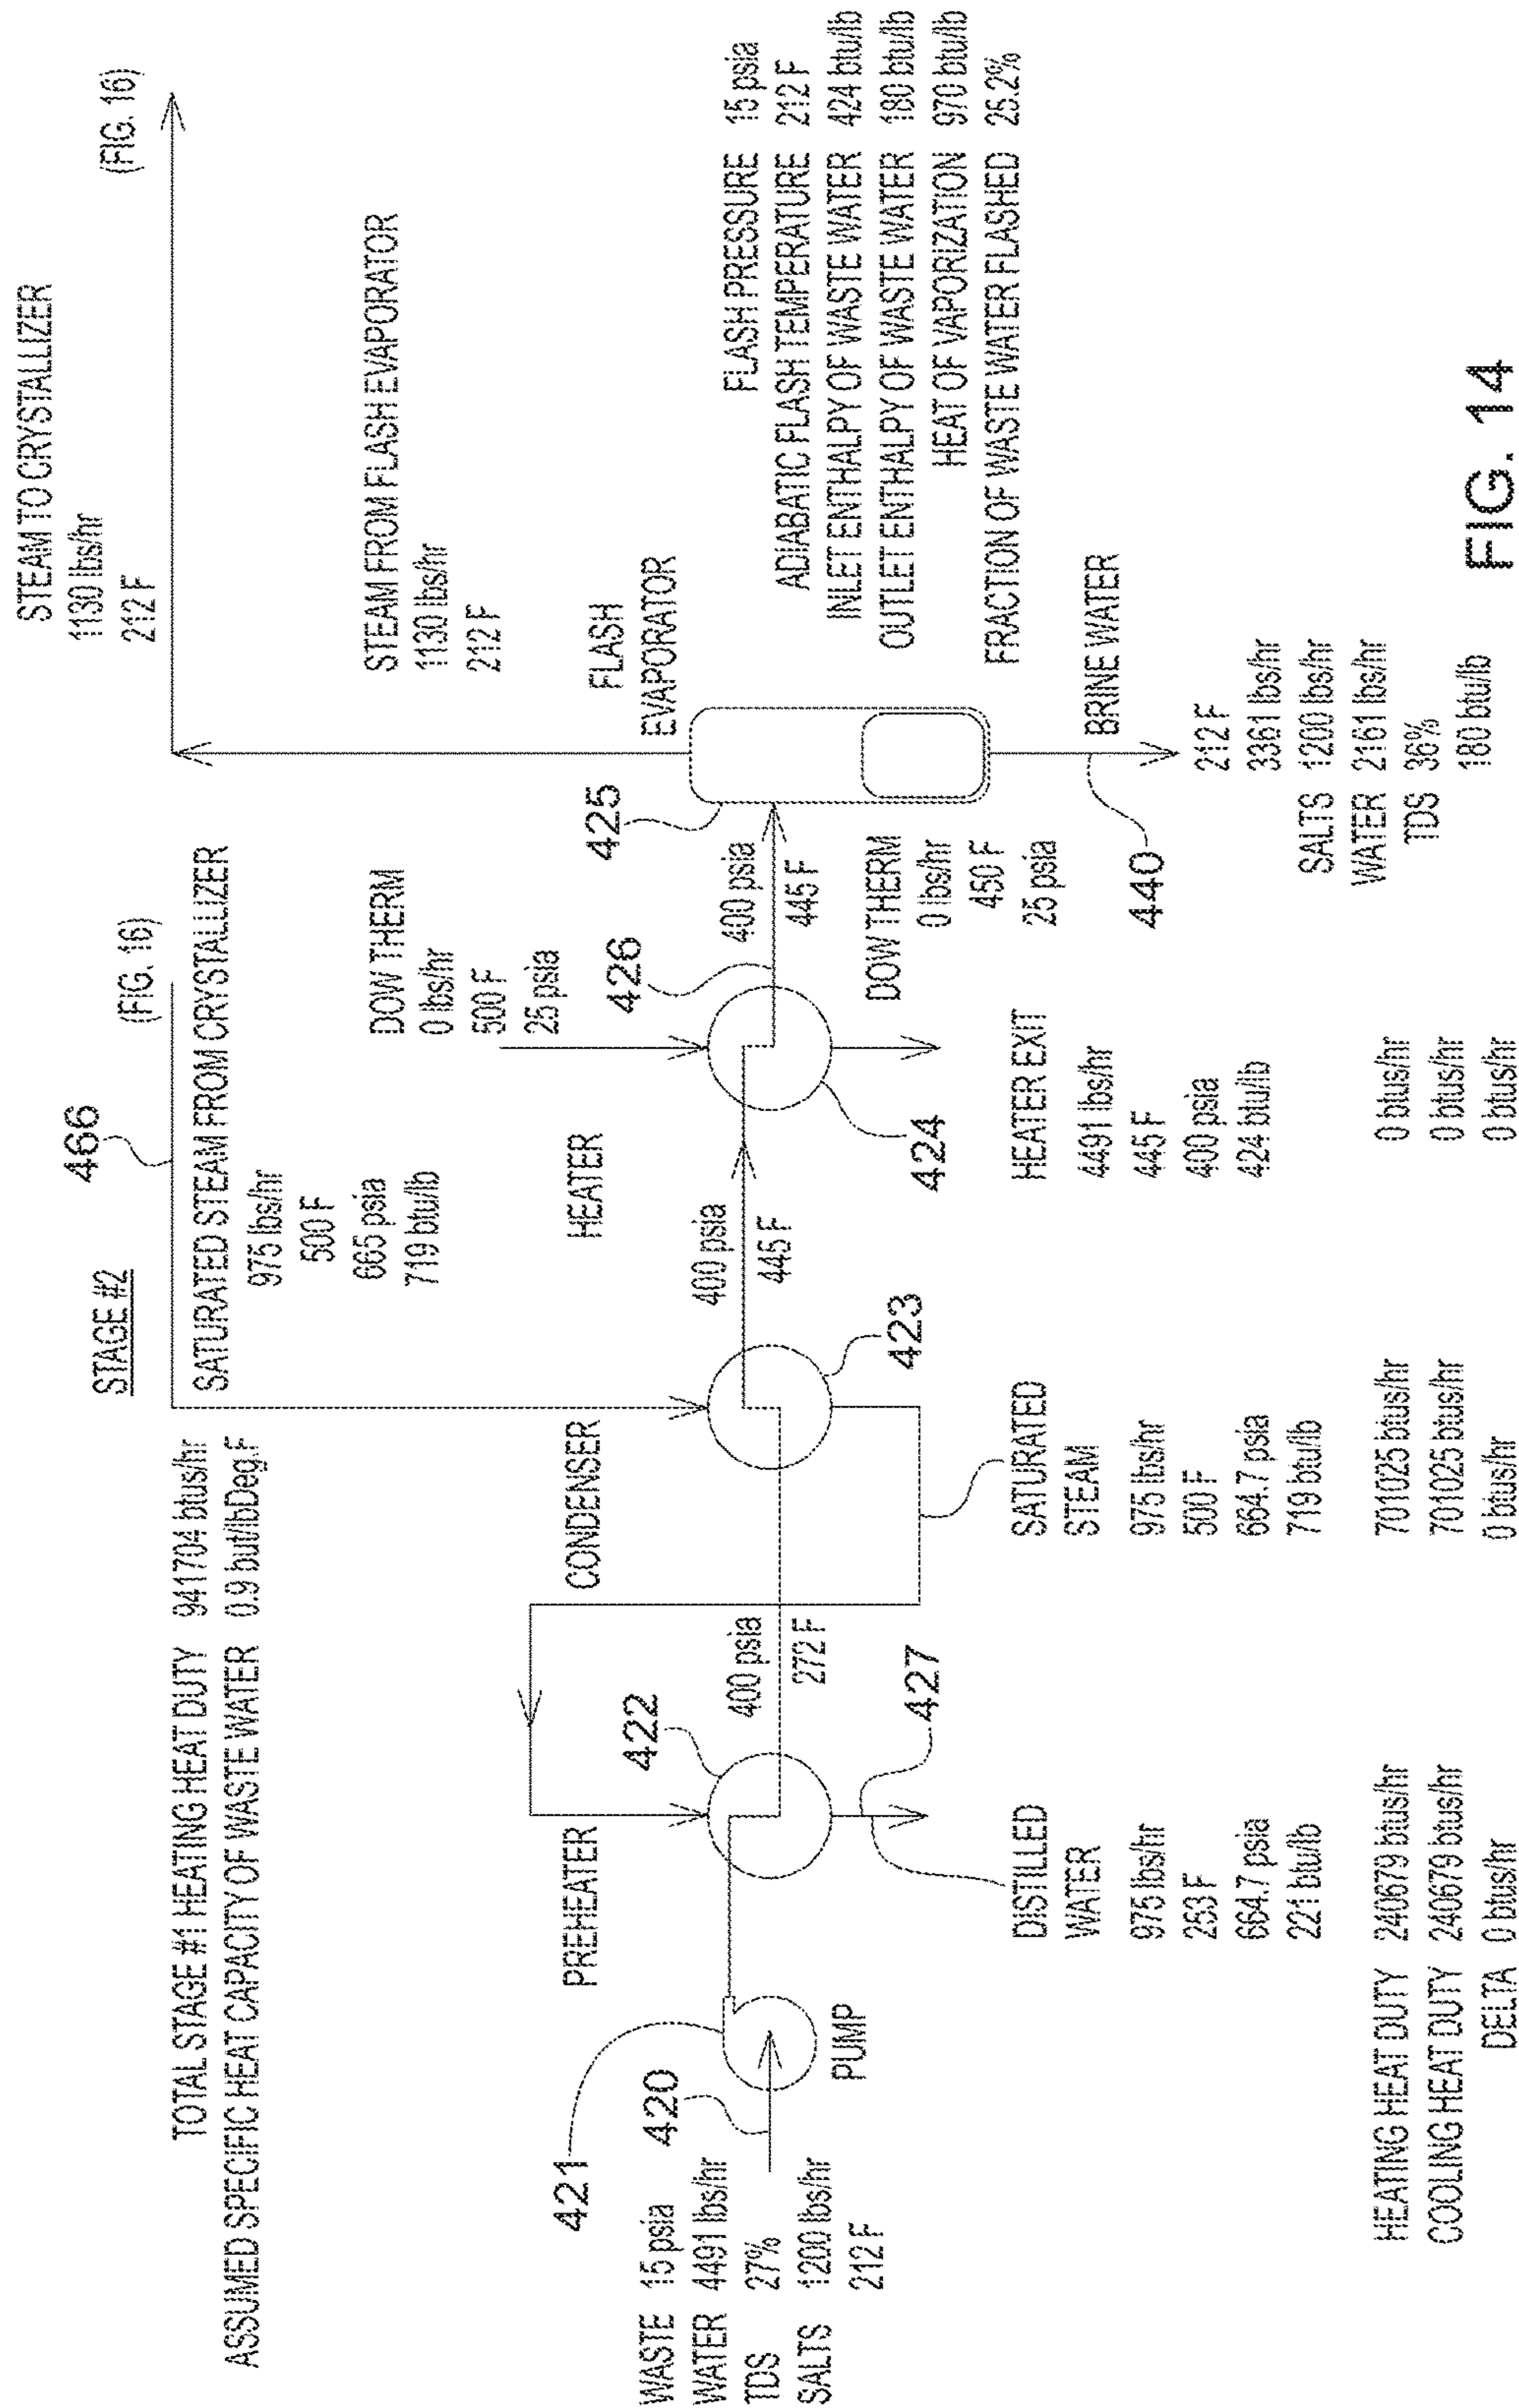 STAGE #2
TOTAL STAGE #1 HEATING HEAT DUTY 941704 btus/hr
ASSUMED SPECIFIC HEAT CAPACITY OF WASTE WATER 0.9 but/lbDeg.F
466
(FIG. 16)
SATURATED STEAM FROM CRYSTALLIZER
975 lbs/hr
500 F
665 psia
719 btu/lb
STEAM TO CRYSTALLIZER
1130 lbs/hr
212 F
(FIG. 16)
STEAM FROM FLASH EVAPORATOR
1130 lbs/hr
212 F
WASTE 15 psia
WATER 4491 lbs/hr
TDS 27%
SALTS 1200 lbs/hr
212 F
420
421
PUMP
PREHEATER
422
400 psia
272 F
427
CONDENSER
423
400 psia
445 F
HEATER
DOW THERM
0 lbs/hr
500 F
25 psia
426
424
400 psia
445 F
DOW THERM
0 lbs/hr
450 F
25 psia
425
FLASH
EVAPORATOR
FLASH PRESSURE 15 psia
ADIABATIC FLASH TEMPERATURE 212 F
INLET ENTHALPY OF WASTE WATER 424 btu/lb
OUTLET ENTHALPY OF WASTE WATER 180 btu/lb
HEAT OF VAPORIZATION 970 btu/lb
FRACTION OF WASTE WATER FLASHED 25.2%
440
BRINE WATER
212 F
3361 lbs/hr
SALTS 1200 lbs/hr
WATER 2161 lbs/hr
TDS 36%
180 btu/lb
DISTILLED
WATER
975 lbs/hr
253 F
664.7 psia
221 btu/lb
SATURATED
STEAM
975 lbs/hr
500 F
664.7 psia
719 btu/lb
HEATER EXIT
4491 lbs/hr
445 F
400 psia
424 btu/lb
HEATING HEAT DUTY 240679 btus/hr 701025 btus/hr 0 btus/hr
COOLING HEAT DUTY 240679 btus/hr 701025 btus/hr 0 btus/hr
DELTA 0 btus/hr 0 btus/hr 0 btus/hr
FIG. 14